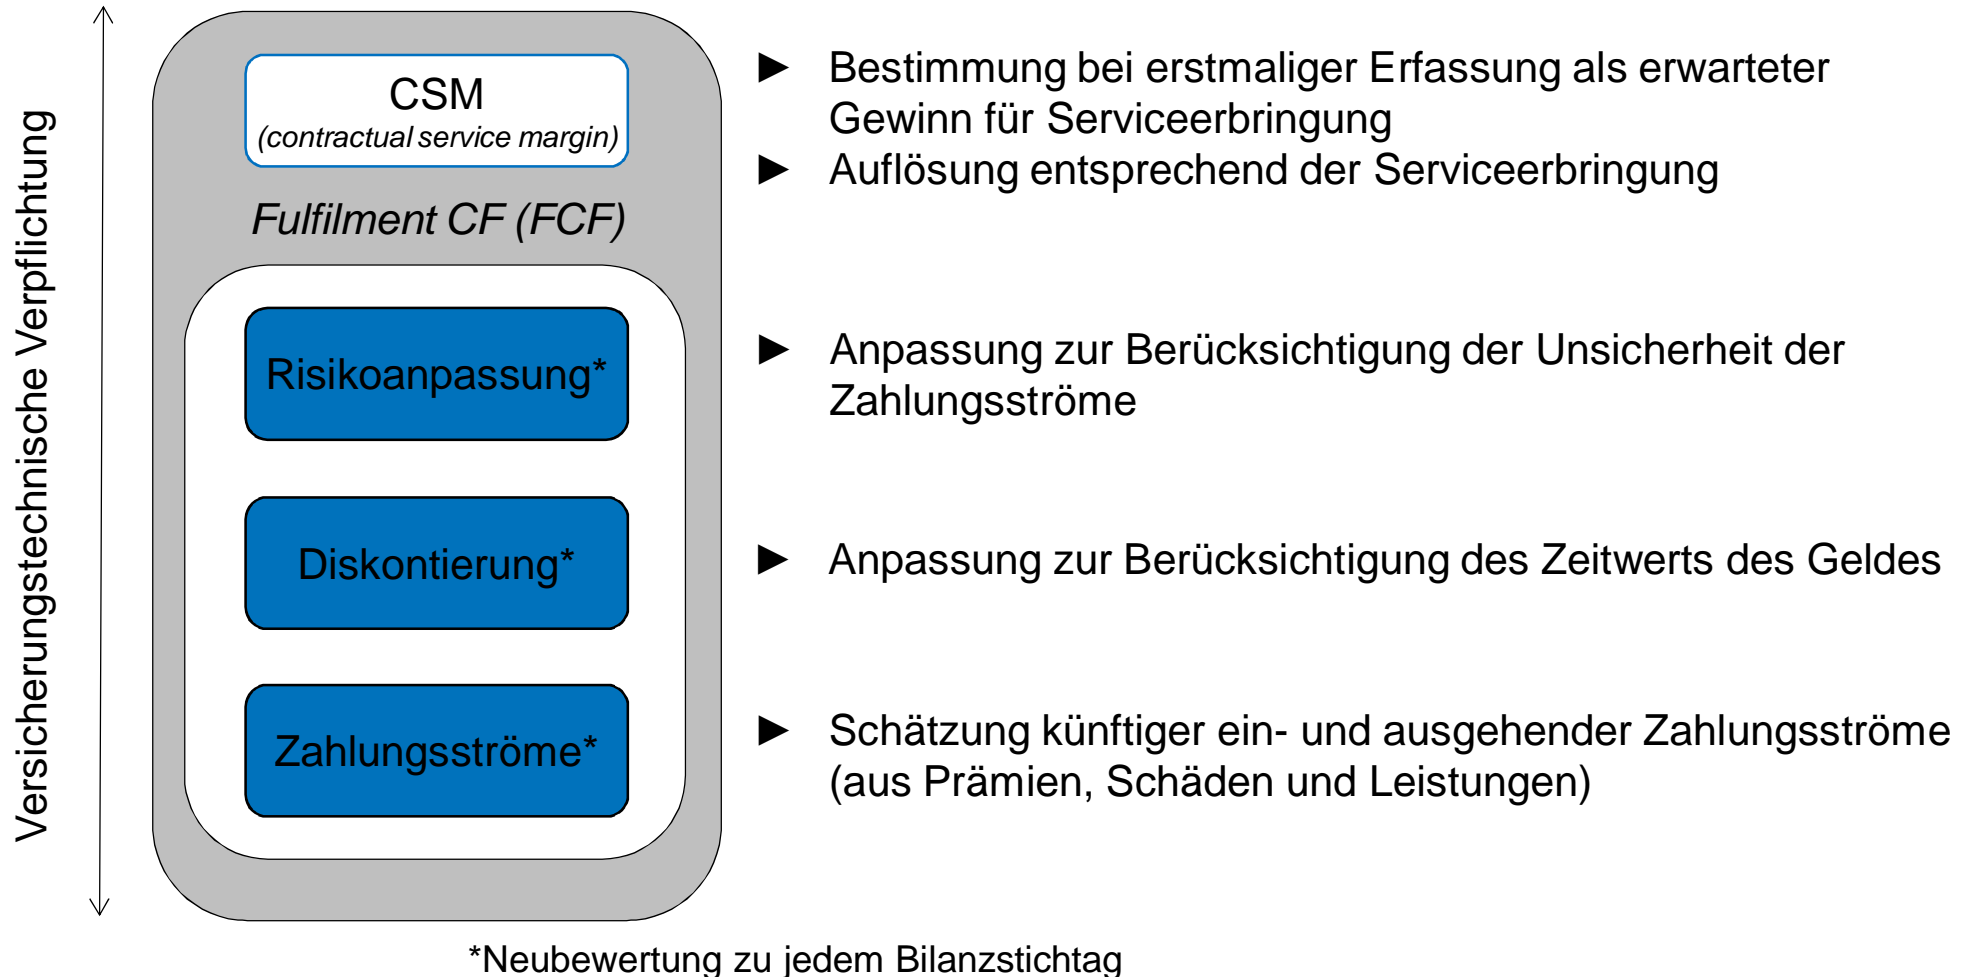 Versicherungstechnische Verpflichtung
CSM
(contractual service margin)
► Bestimmung bei erstmaliger Erfassung als erwarteter
Gewinn für Serviceerbringung
► Auflösung entsprechend der Serviceerbringung
Fulfilment CF (FCF)
Risikoanpassung*
► Anpassung zur Berücksichtigung der Unsicherheit der
Zahlungsströme
Diskontierung*
► Anpassung zur Berücksichtigung des Zeitwerts des Geldes
Zahlungsströme*
► Schätzung künftiger ein- und ausgehender Zahlungsströme
(aus Prämien, Schäden und Leistungen)
*Neubewertung zu jedem Bilanzstichtag